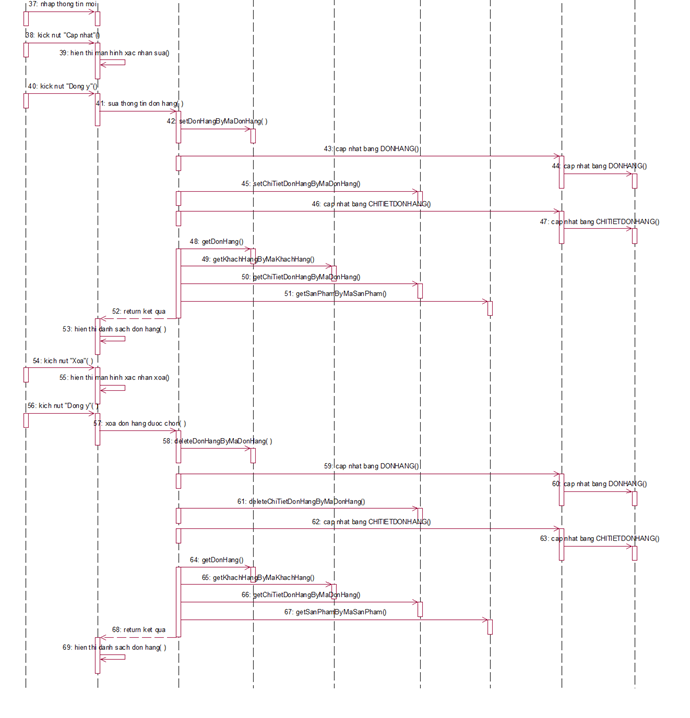 37: nhap thong tin moi
38: kick nut "Cap nhat"()
39: hien thi man hinh xac nhan sua()
40: kick nut "Dong y"()
41: sua thong tin don hang( )
42: setDonHangByMaDonHang( )
43: cap nhat bang DONHANG()
44: cap nhat bang DONHANG()
45: setChiTietDonHangByMaDonHang()
46: cap nhat bang CHITIETDONHANG()
47: cap nhat bang CHITIETDONHANG()
48: getDonHang()
49: getKhachHangByMaKhachHang()
50: getChiTietDonHangByMaDonHang()
51: getSanPhamByMaSanPham()
52: return ket qua
53: hien thi danh sach don hang( )
54: kich nut "Xoa"( )
55: hien thi man hinh xac nhan xoa()
56: kich nut "Dong y"( )
57: xoa don hang duoc chon( )
58: deleteDonHangByMaDonHang( )
59: cap nhat bang DONHANG()
60: cap nhat bang DONHANG()
61: deleteChiTietDonHangByMaDonHang()
62: cap nhat bang CHITIETDONHANG()
63: cap nhat bang CHITIETDONHANG()
64: getDonHang()
65: getKhachHangByMaKhachHang()
66: getChiTietDonHangByMaDonHang()
67: getSanPhamByMaSanPham()
68: return ket qua
69: hien thi danh sach don hang( )